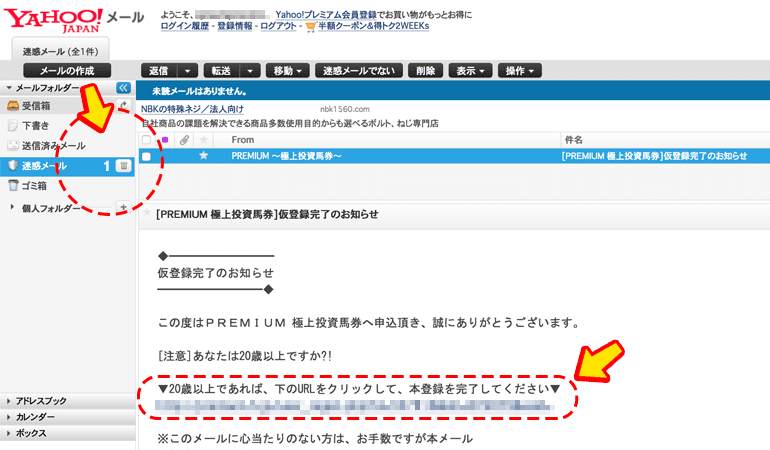 YAHOO! メール
JAPAN
ようこそ、 Yahoo!プレミアム会員登録でお買い物がもっとお得に
ログイン履歴 - 登録情報 - ログアウト - 半額クーポン&得トク2WEEKs
迷惑メール (全1件)
メールの作成
返信 転送 移動 迷惑メールでない 削除 表示 操作
メールフォルダー
未読メールはありません。
受信箱
NBKの特殊ネジ／法人向け nbk1560.com
下書き
自社商品の課題を解決できる商品多数使用目的からも選べるボルト、ねじ専門店
送信済みメール
From 件名
迷惑メール 1
PREMIUM ～極上投資馬券～ [PREMIUM 極上投資馬券]仮登録完了のお知らせ
ゴミ箱
個人フォルダー
[PREMIUM 極上投資馬券]仮登録完了のお知らせ
◆――――――――――
仮登録完了のお知らせ
――――――――――◆
この度はＰＲＥＭＩＵＭ 極上投資馬券へ申込頂き、誠にありがとうございます。
[注意]あなたは20歳以上ですか?!
▼20歳以上であれば、下のURLをクリックして、本登録を完了してください▼
※このメールに心当たりのない方は、お手数ですが本メール
アドレスブック
カレンダー
ボックス